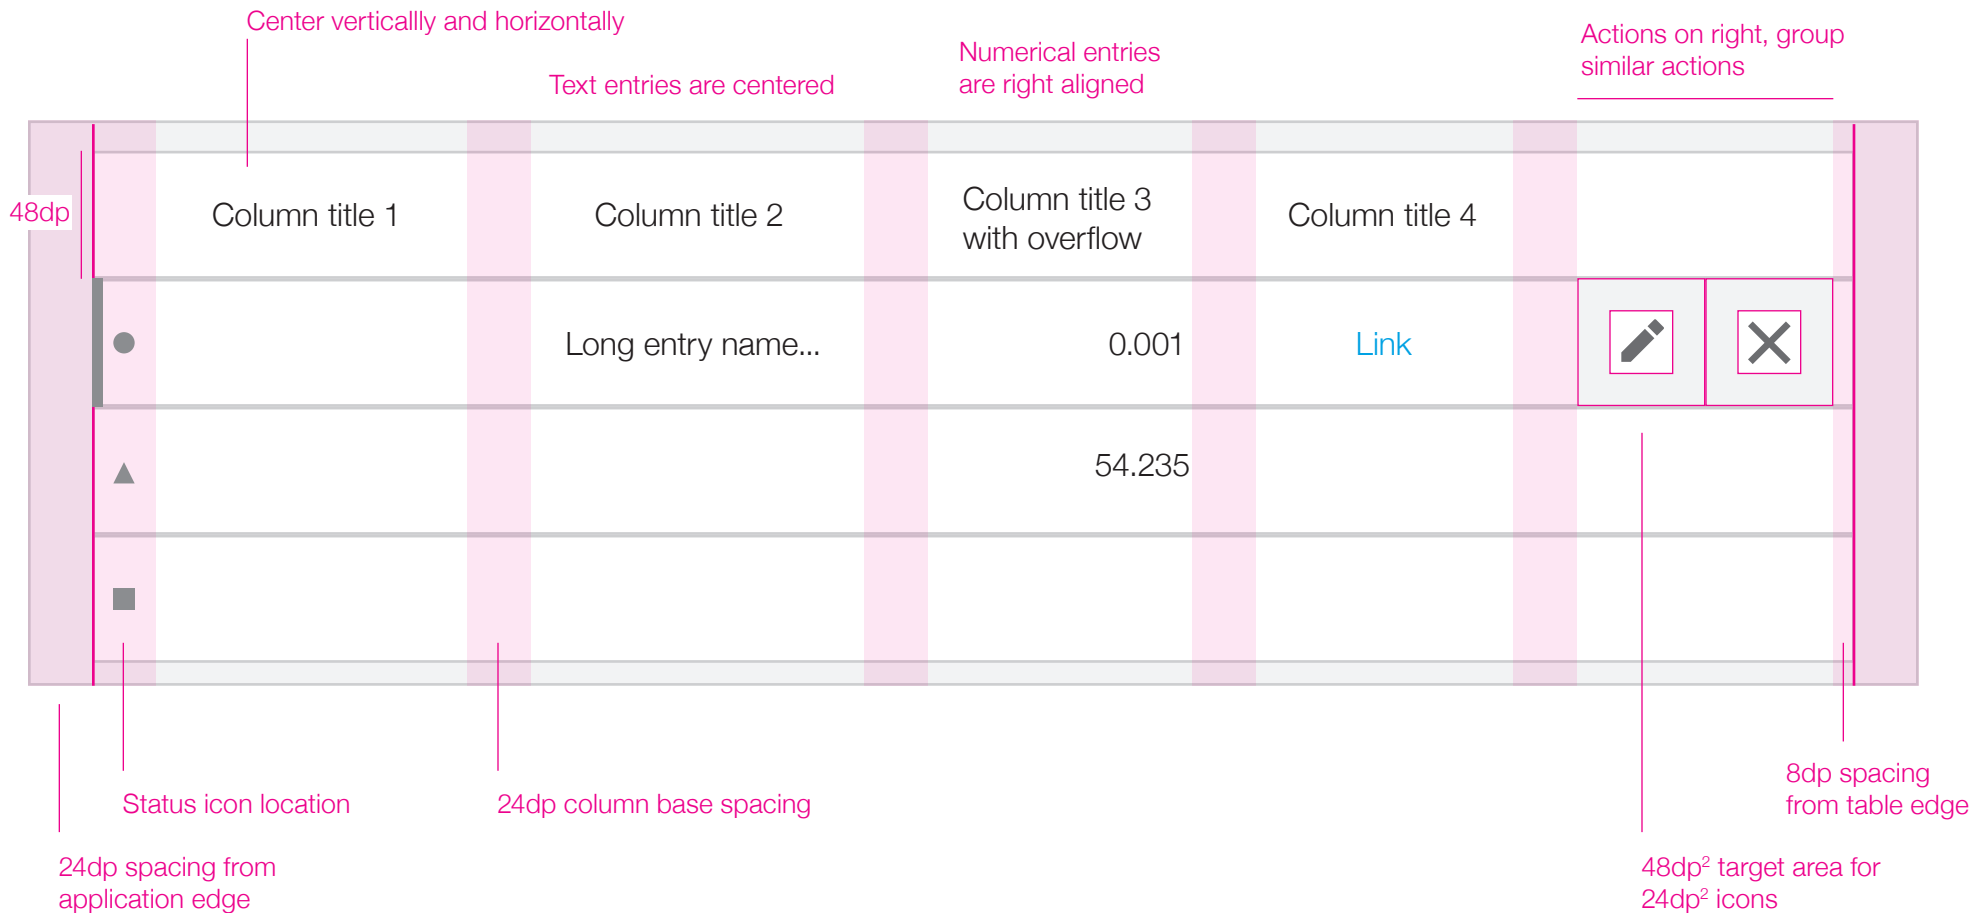 Center verticallly and horizontally
Text entries are centered
Numerical entries
are right aligned
Actions on right, group
similar actions
48dp
Column title 1
Column title 2
Column title 3
with overflow
Column title 4
Long entry name...
0.001
Link
54.235
Status icon location
24dp column base spacing
8dp spacing
from table edge
24dp spacing from
application edge
48dp² target area for
24dp² icons